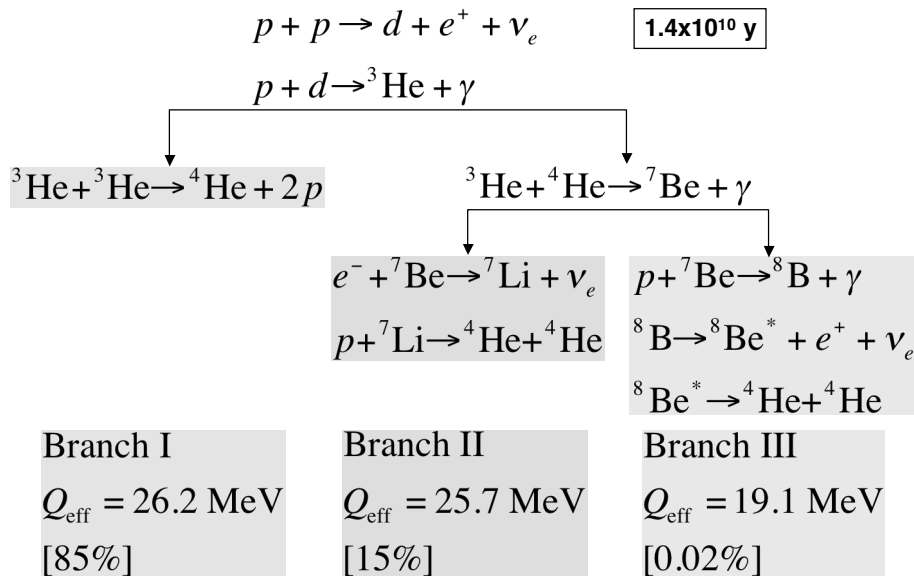 p + p → d + e⁺ + νₑ
1.4x10¹⁰ y
p + d → ³He + γ
³He + ³He → ⁴He + 2p
³He + ⁴He → ⁷Be + γ
e⁻ + ⁷Be → ⁷Li + νₑ
p + ⁷Li → ⁴He + ⁴He
p + ⁷Be → ⁸B + γ
⁸B → ⁸Be* + e⁺ + νₑ
⁸Be* → ⁴He + ⁴He
Branch I
Q_eff = 26.2 MeV
[85%]
Branch II
Q_eff = 25.7 MeV
[15%]
Branch III
Q_eff = 19.1 MeV
[0.02%]